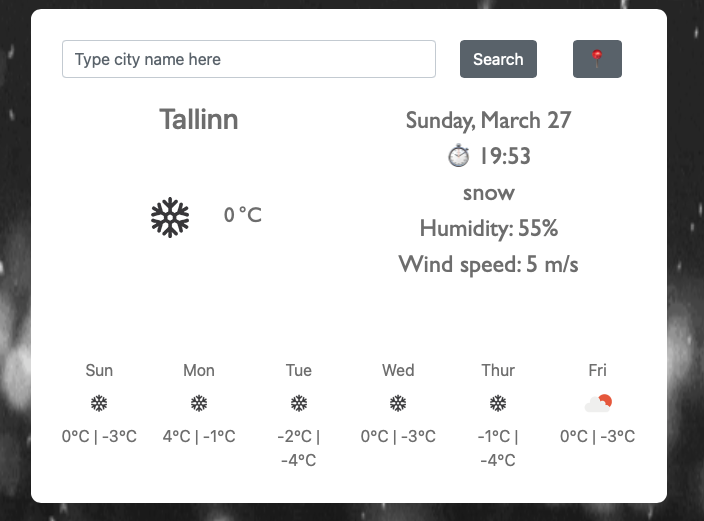 Type city name here
Search
Tallinn
0 °C
Sunday, March 27
19:53
snow
Humidity: 55%
Wind speed: 5 m/s
Sun Mon Tue Wed Thur Fri
0°C | -3°C 4°C | -1°C -2°C | 0°C | -3°C -1°C | 0°C | -3°C
-4°C -4°C